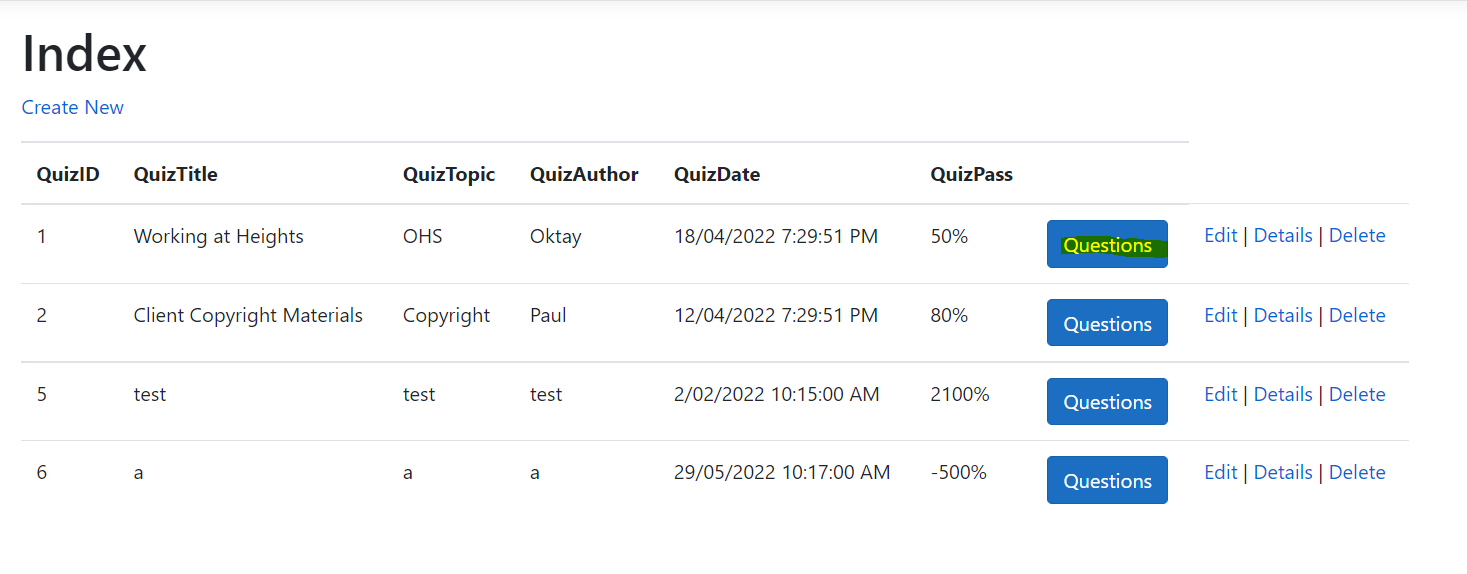 Index
Create New
QuizID QuizTitle QuizTopic QuizAuthor QuizDate QuizPass
1 Working at Heights OHS Oktay 18/04/2022 7:29:51 PM 50% Questions Edit | Details | Delete
2 Client Copyright Materials Copyright Paul 12/04/2022 7:29:51 PM 80% Questions Edit | Details | Delete
5 test test test 2/02/2022 10:15:00 AM 2100% Questions Edit | Details | Delete
6 a a a 29/05/2022 10:17:00 AM -500% Questions Edit | Details | Delete